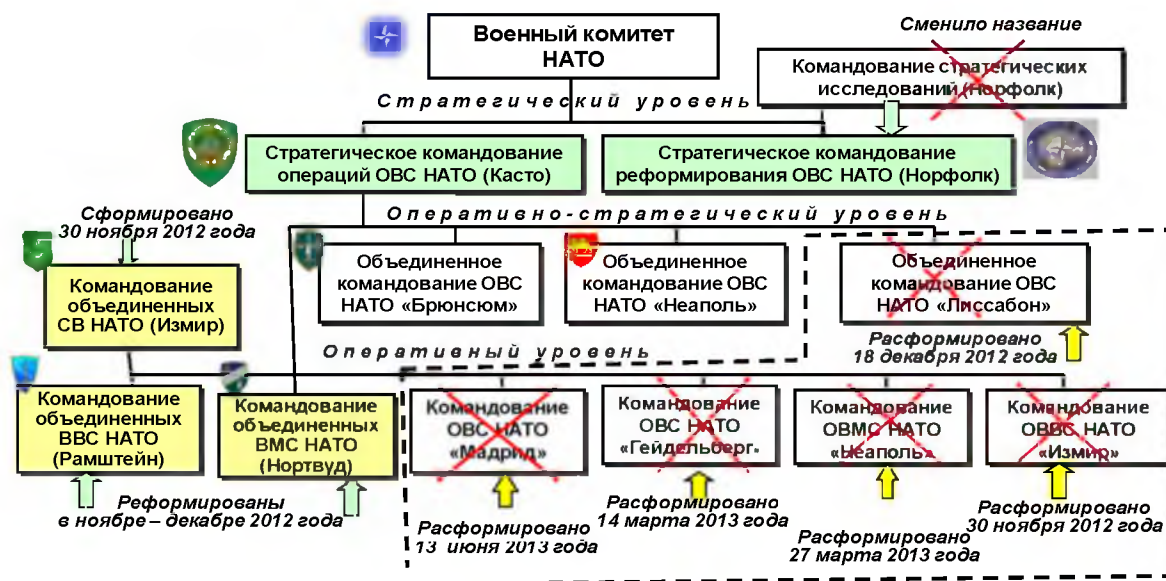 Военный комитет
НАТО
Сменило название
Командование стратегических
исследований (Норфолк)
Стратегический уровень
Стратегическое командование
операций ОВС НАТО (Касто)
Стратегическое командование
реформирования ОВС НАТО (Норфолк)
Оперативно-стратегический уровень
Сформировано
30 ноября 2012 года
Командование
объединенных
СВ НАТО (Измир)
Объединенное
командование ОВС
НАТО «Брюнсюм»
Объединенное
командование ОВС
НАТО «Неаполь»
Объединенное
командование ОВС
НАТО «Лиссабон»
Расформировано
18 декабря 2012 года
Оперативный уровень
Командование
объединенных
ВВС НАТО
(Рамштейн)
Командование
объединенных
ВМС НАТО
(Нортвуд)
Командование
ОВС НАТО
«Мадрид»
Командование
ОВС НАТО
«Гейдельберг»
Командование
ОВМС НАТО
«Неаполь»
Командование
ОВВС НАТО
«Измир»
Реформированы
в ноябре – декабре 2012 года
Расформировано
13 июня 2013 года
Расформировано
14 марта 2013 года
Расформировано
27 марта 2013 года
Расформировано
30 ноября 2012 года